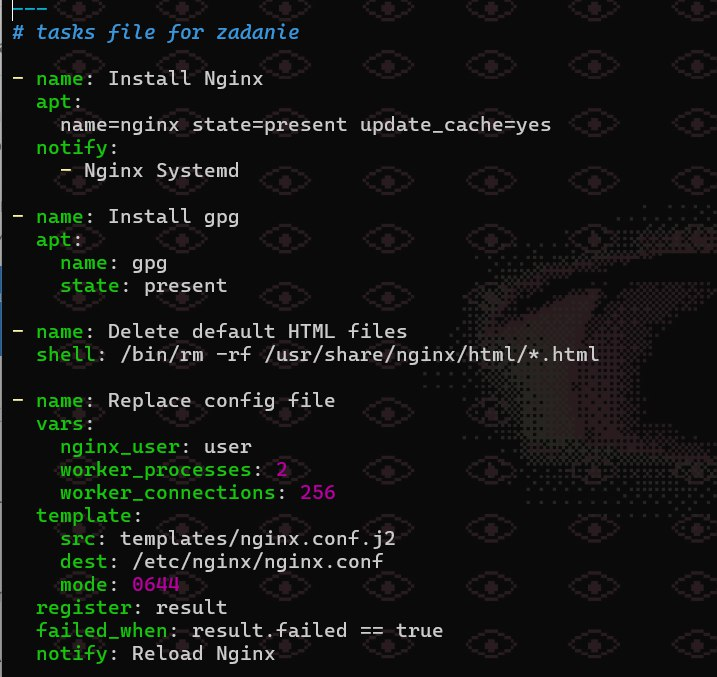 ---
# tasks file for zadanie

- name: Install Nginx
  apt:
    name=nginx state=present update_cache=yes
  notify:
    - Nginx Systemd

- name: Install gpg
  apt:
    name: gpg
    state: present

- name: Delete default HTML files
  shell: /bin/rm -rf /usr/share/nginx/html/*.html

- name: Replace config file
  vars:
    nginx_user: user
    worker_processes: 2
    worker_connections: 256
  template:
    src: templates/nginx.conf.j2
    dest: /etc/nginx/nginx.conf
    mode: 0644
  register: result
  failed_when: result.failed == true
  notify: Reload Nginx